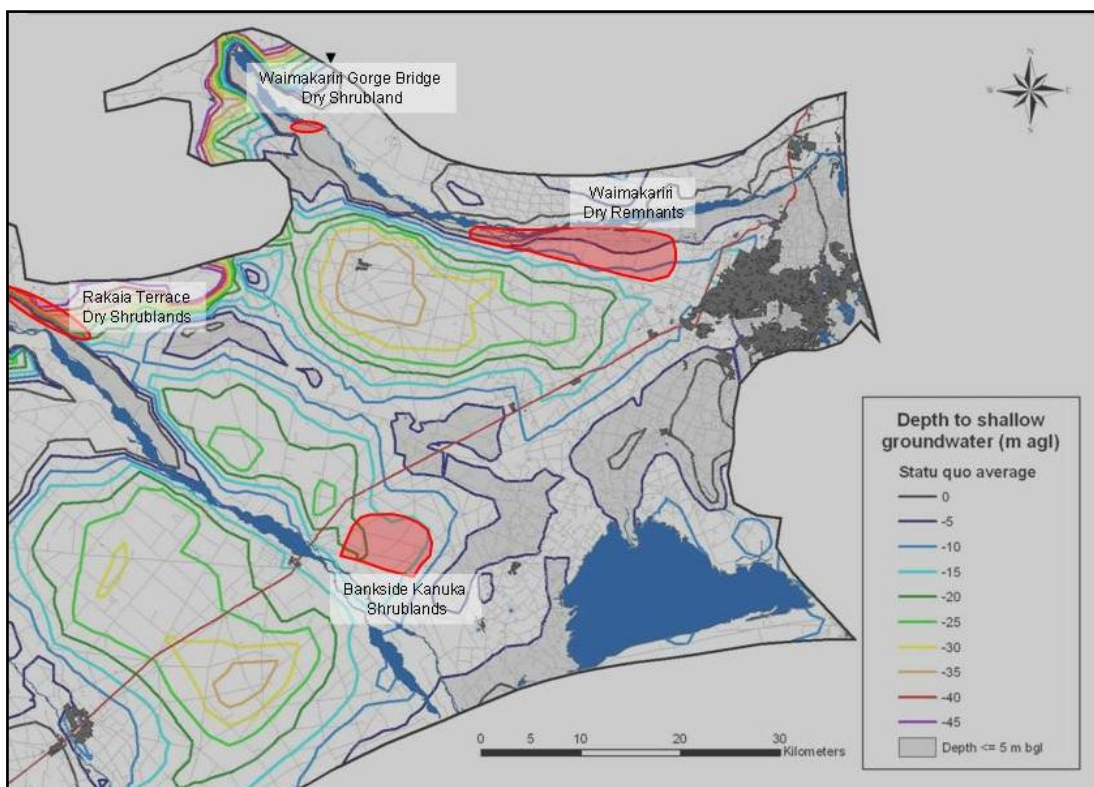 Waimakariri Gorge Bridge
Dry Shrubland
N
W
E
S
Waimakariri
Dry Remnants
Rakaia Terrace
Dry Shrublands
Bankside Kanuka
Shrublands
Depth to shallow
groundwater (m agl)
Statu quo average
0
-5
-10
-15
-20
-25
-30
-35
-40
-45
Depth <= 5 m bgl
0 5 10 20 30
Kilometers